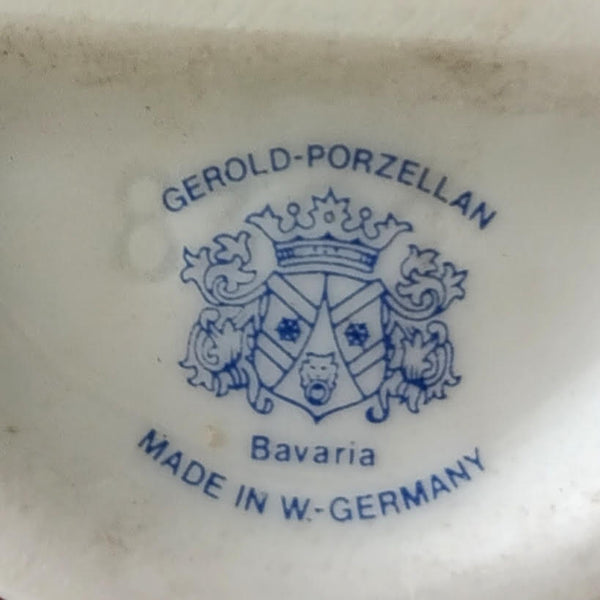 GEROLD-PORZELLAN
Bavaria
MADE IN W.-GERMANY